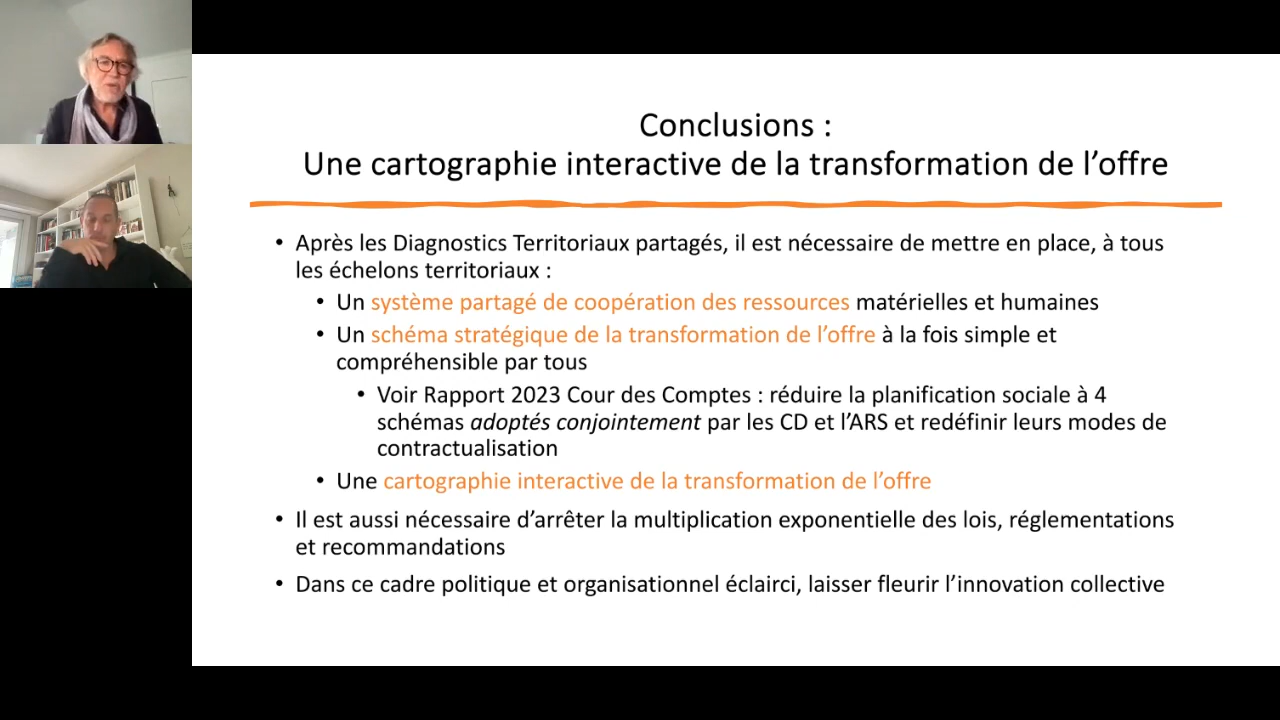 Conclusions :
Une cartographie interactive de la transformation de l’offre
• Après les Diagnostics Territoriaux partagés, il est nécessaire de mettre en place, à tous
les échelons territoriaux :
• Un système partagé de coopération des ressources matérielles et humaines
• Un schéma stratégique de la transformation de l’offre à la fois simple et
compréhensible par tous
• Voir Rapport 2023 Cour des Comptes : réduire la planification sociale à 4
schémas adoptés conjointement par les CD et l’ARS et redéfinir leurs modes de
contractualisation
• Une cartographie interactive de la transformation de l’offre
• Il est aussi nécessaire d’arrêter la multiplication exponentielle des lois, réglementations
et recommandations
• Dans ce cadre politique et organisationnel éclairci, laisser fleurir l’innovation collective